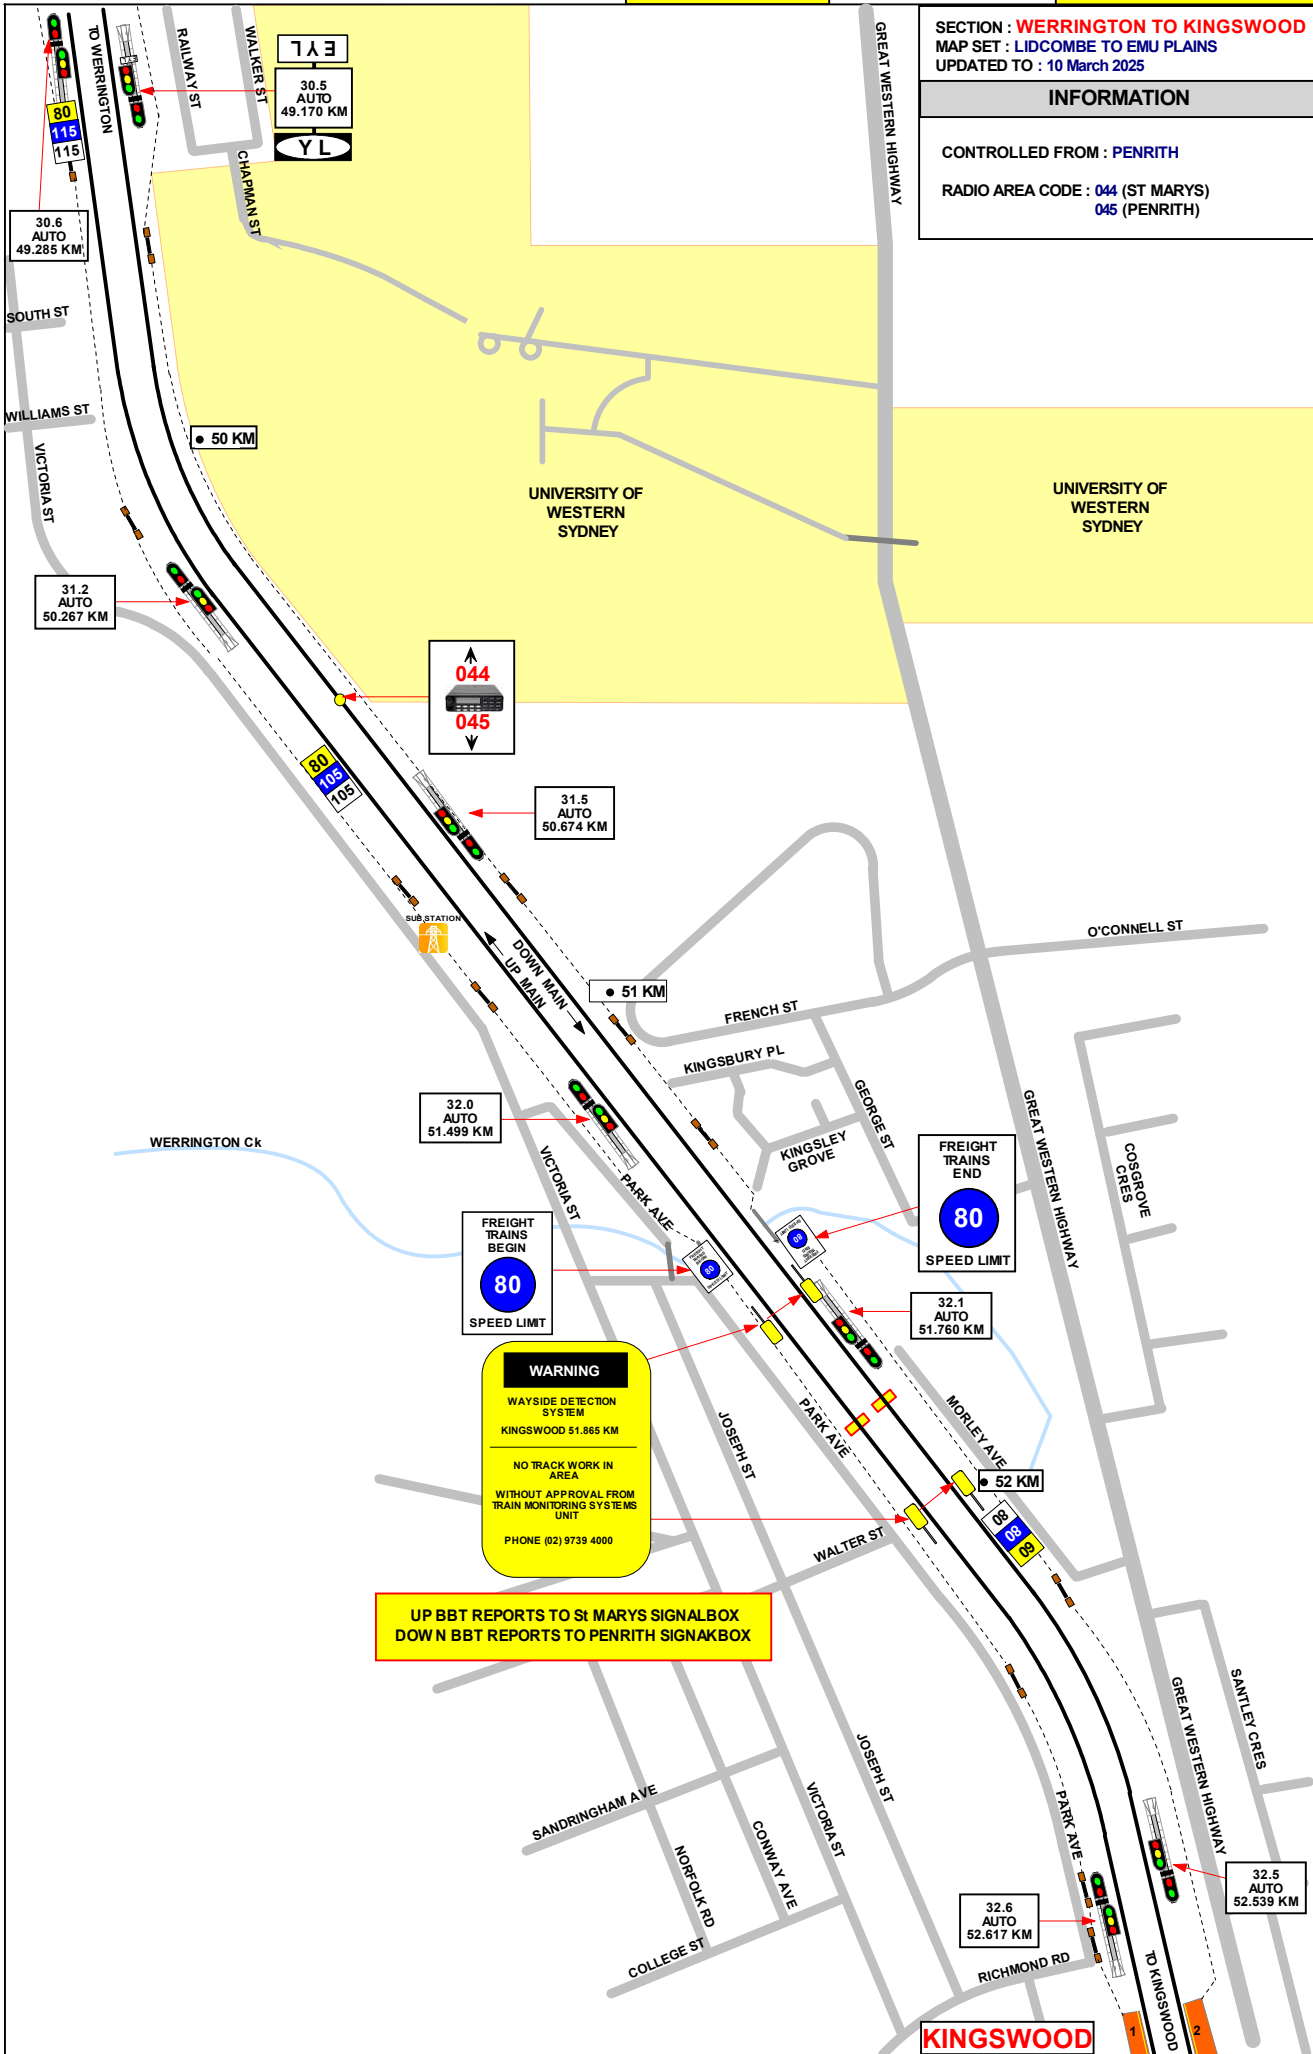 SECTION : WERRINGTON TO KINGSWOOD
MAP SET : LIDCOMBE TO EMU PLAINS
UPDATED TO : 10 March 2025
INFORMATION
CONTROLLED FROM : PENRITH
RADIO AREA CODE : 044 (ST MARYS)
045 (PENRITH)
TO WERRINGTON
RAILWAY ST
WALKER ST
EYL
30.5
AUTO
49.170 KM
YL
80
115
115
CHAPMAN ST
GREAT WESTERN HIGHWAY
30.6
AUTO
49.285 KM
SOUTH ST
WILLIAMS ST
VICTORIA ST
50 KM
UNIVERSITY OF
WESTERN
SYDNEY
UNIVERSITY OF
WESTERN
SYDNEY
31.2
AUTO
50.267 KM
044
045
80
105
105
31.5
AUTO
50.674 KM
SUB STATION
DOWN MAIN
UP MAIN
51 KM
O'CONNELL ST
FRENCH ST
KINGSBURY PL
GEORGE ST
KINGSLEY
GROVE
GREAT WESTERN HIGHWAY
COSGROVE
CRES
32.0
AUTO
51.499 KM
WERRINGTON Ck
VICTORIA ST
PARK AVE
FREIGHT
TRAINS
END
80
SPEED LIMIT
FREIGHT
TRAINS
BEGIN
80
SPEED LIMIT
80
80
32.1
AUTO
51.760 KM
WARNING
WAYSIDE DETECTION
SYSTEM
KINGSWOOD 51.865 KM
NO TRACK WORK IN
AREA
WITHOUT APPROVAL FROM
TRAIN MONITORING SYSTEMS
UNIT
PHONE (02) 9739 4000
JOSEPH ST
PARK AVE
MORLEY AVE
52 KM
80
80
60
WALTER ST
UP BBT REPORTS TO St MARYS SIGNALBOX
DOWN BBT REPORTS TO PENRITH SIGNAKBOX
GREAT WESTERN HIGHWAY
SANTLEY CRES
JOSEPH ST
SANDRINGHAM AVE
VICTORIA ST
CONWAY AVE
NORFOLK RD
PARK AVE
COLLEGE ST
32.5
AUTO
52.539 KM
32.6
AUTO
52.617 KM
RICHMOND RD
TO KINGSWOOD
KINGSWOOD
1
2